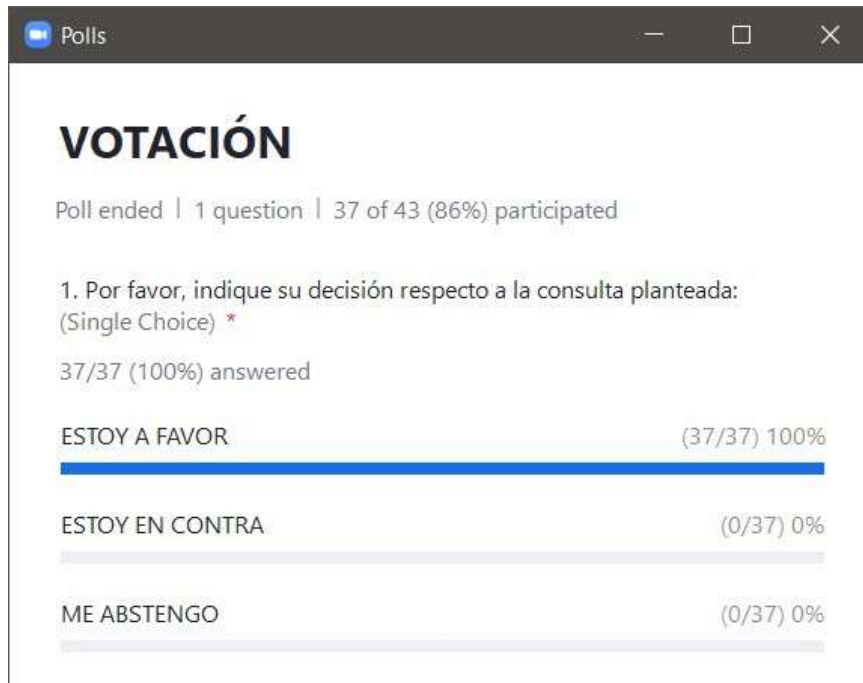 Polls
VOTACIÓN
Poll ended | 1 question | 37 of 43 (86%) participated
1. Por favor, indique su decisión respecto a la consulta planteada:
(Single Choice) *
37/37 (100%) answered
ESTOY A FAVOR (37/37) 100%
ESTOY EN CONTRA (0/37) 0%
ME ABSTENGO (0/37) 0%